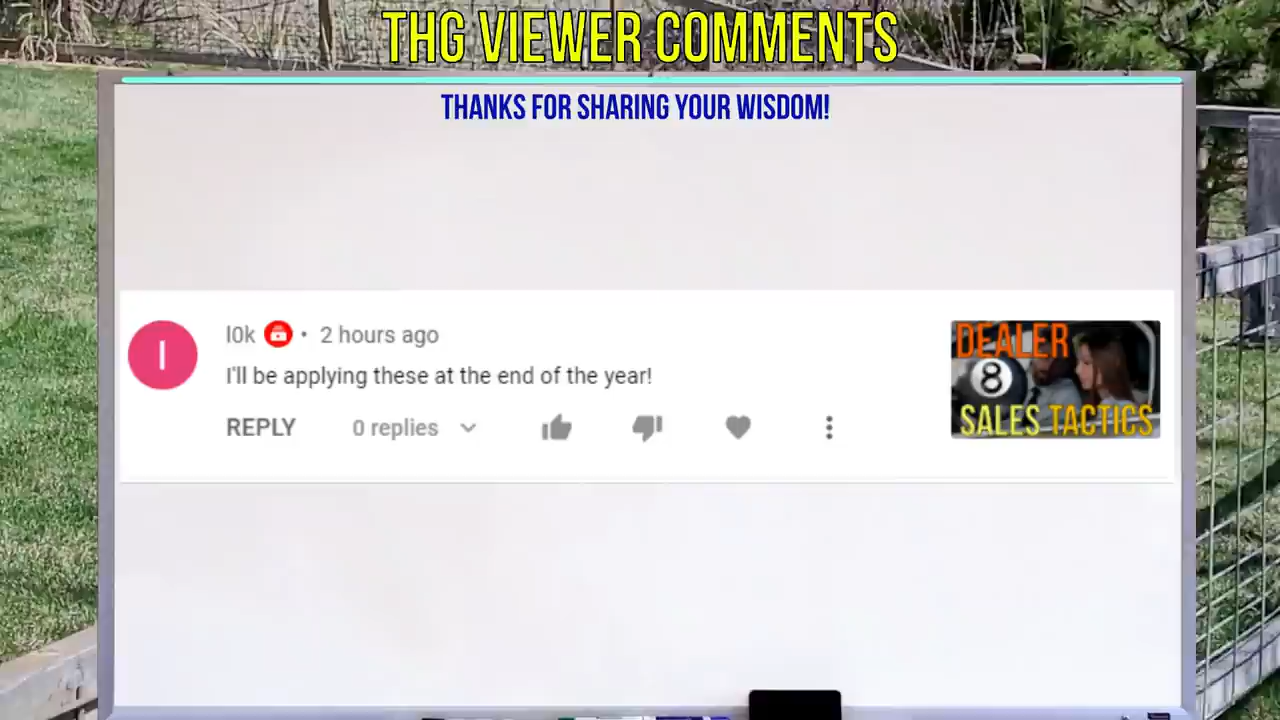 THG VIEWER COMMENTS
THANKS FOR SHARING YOUR WISDOM!
I
l0k • 2 hours ago
I'll be applying these at the end of the year!
REPLY 0 replies
DEALER
8
SALES TACTICS